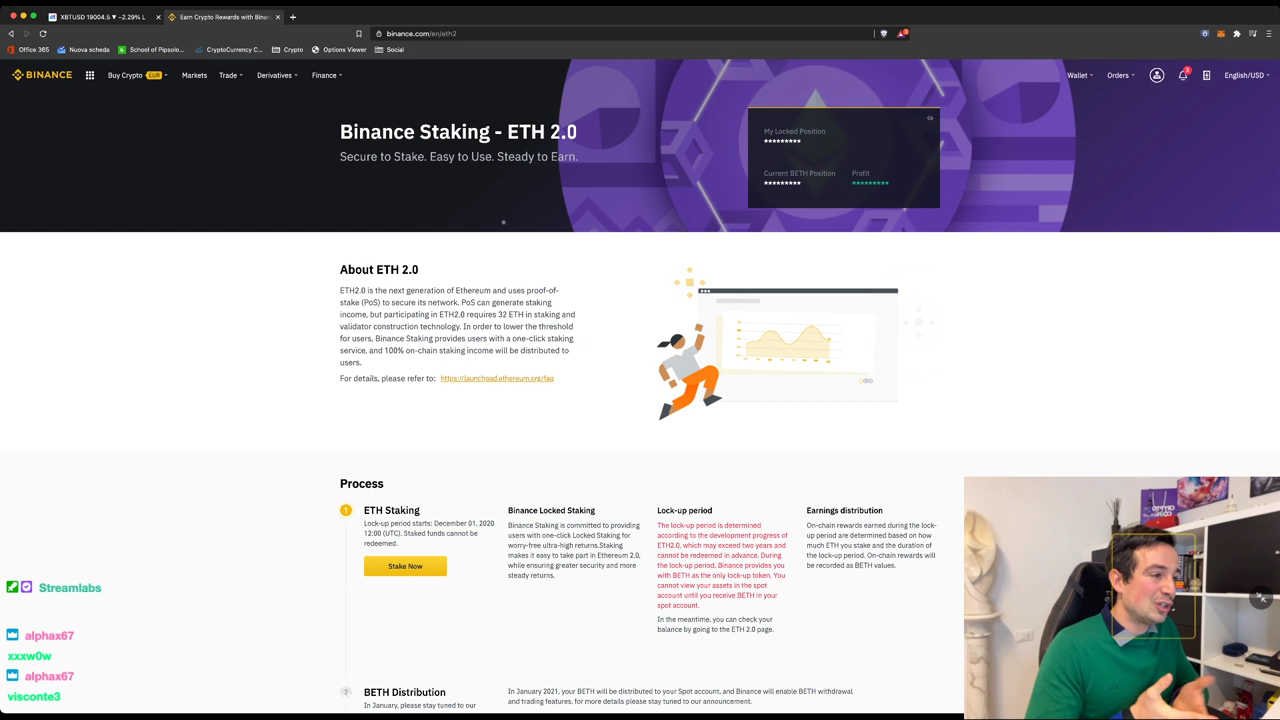 XBTUSD 19004.5 ▼ −2.29% L
Earn Crypto Rewards with Binan
binance.com/en/eth2
Office 365
Nuova scheda
School of Pipsolo...
CryptoCurrency C...
Crypto
Options Viewer
Social
BINANCE
Buy Crypto EUR
Markets
Trade
Derivatives
Finance
Wallet
Orders
English/USD
Binance Staking - ETH 2.0
Secure to Stake. Easy to Use. Steady to Earn.
My Locked Position
*********
Current BETH Position
Profit
*********
*********
About ETH 2.0
ETH2.0 is the next generation of Ethereum and uses proof-of-
stake (PoS) to secure its network. PoS can generate staking
income, but participating in ETH2.0 requires 32 ETH in staking and
validator construction technology. In order to lower the threshold
for users, Binance Staking provides users with a one-click staking
service, and 100% on-chain staking income will be distributed to
users.
For details, please refer to: https://launchpad.ethereum.org/faq
Process
1
ETH Staking
Lock-up period starts: December 01, 2020
12:00 (UTC). Staked funds cannot be
redeemed.
Stake Now
Binance Locked Staking
Binance Staking is committed to providing
users with one-click Locked Staking for
worry-free ultra-high returns.Staking
makes it easy to take part in Ethereum 2.0,
while ensuring greater security and more
steady returns.
Lock-up period
The lock-up period is determined
according to the development progress of
ETH2.0, which may exceed two years and
cannot be redeemed in advance. During
the lock-up period, Binance provides you
with BETH as the only lock-up token. You
cannot view your assets in the spot
account until you receive BETH in your
spot account.
In the meantime, you can check your
balance by going to the ETH 2.0 page.
Earnings distribution
On-chain rewards earned during the lock-
up period are determined based on how
much ETH you stake and the duration of
the lock-up period. On-chain rewards will
be recorded as BETH values.
?
BETH Distribution
In January, please stay tuned to our
In January 2021, your BETH will be distributed to your Spot account, and Binance will enable BETH withdrawal
and trading features, for more details please stay tuned to our announcement.
Streamlabs
alphax67
xxxw0w
alphax67
visconte3